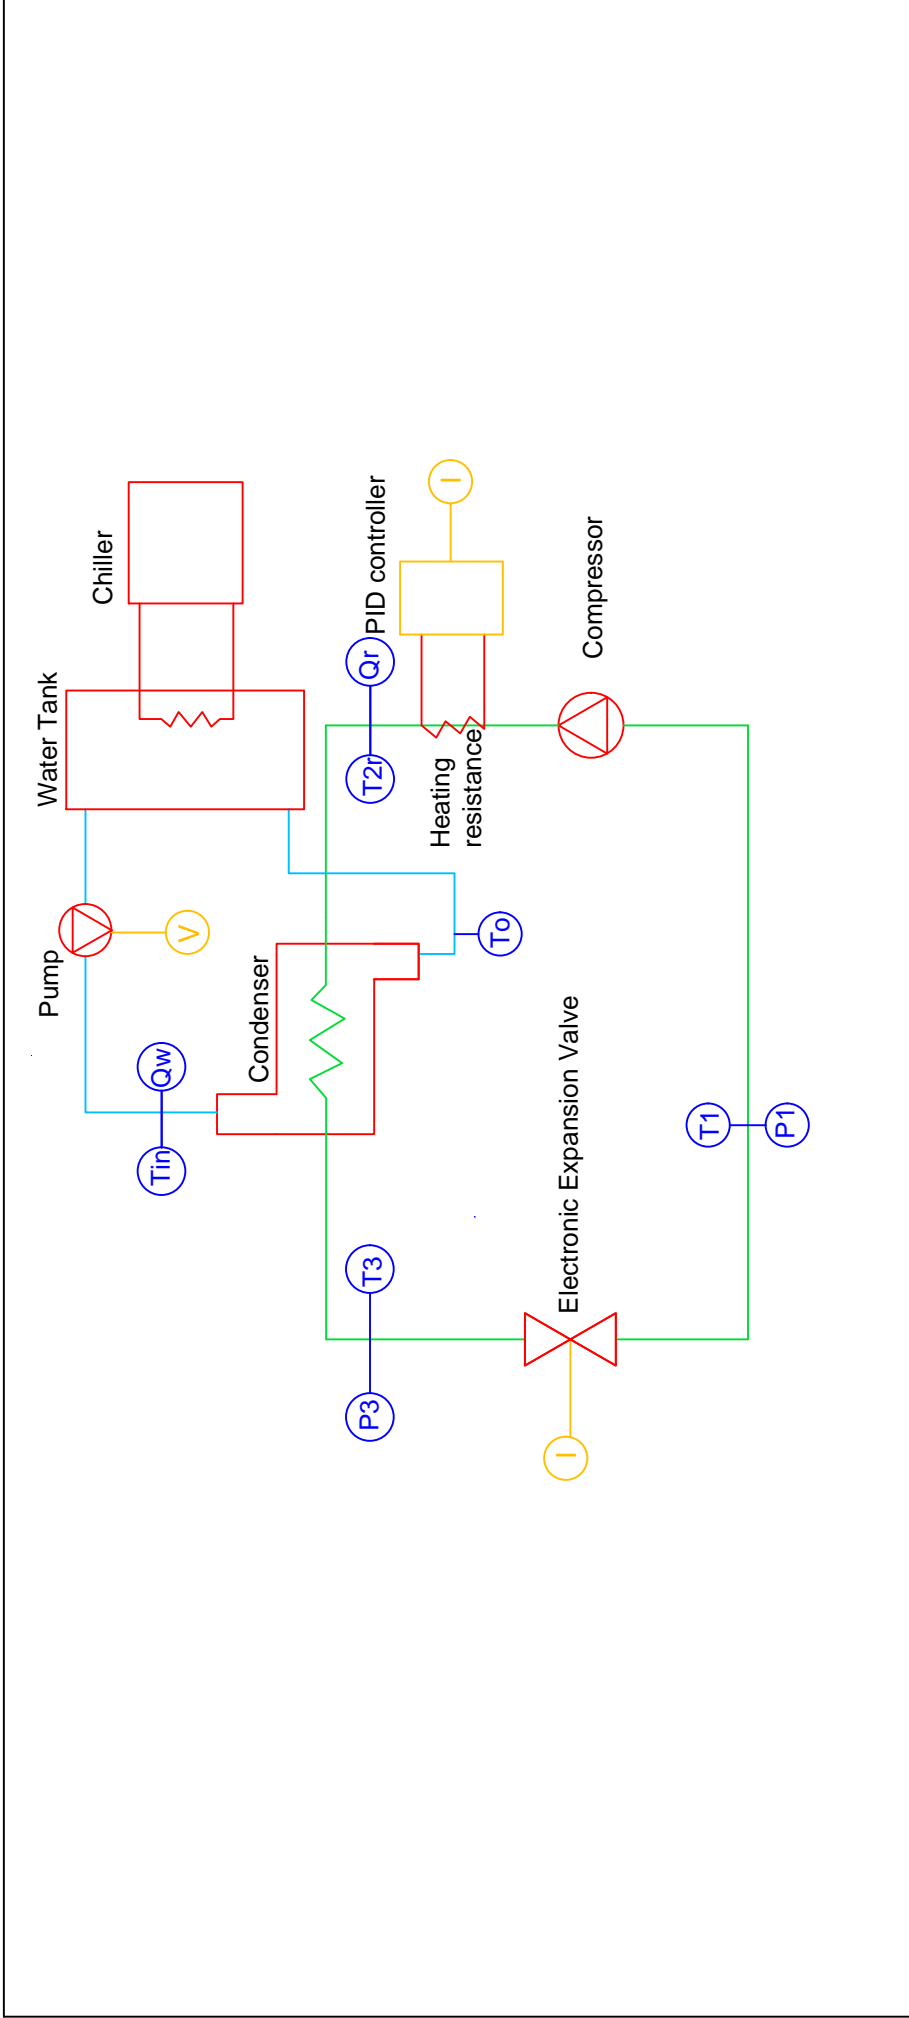 Pump
Water Tank
Chiller
Tin
Qw
V
Condenser
P3
T3
T2r
Qr
PID controller
Heating
resistance
I
To
I
Electronic Expansion Valve
Compressor
T1
P1